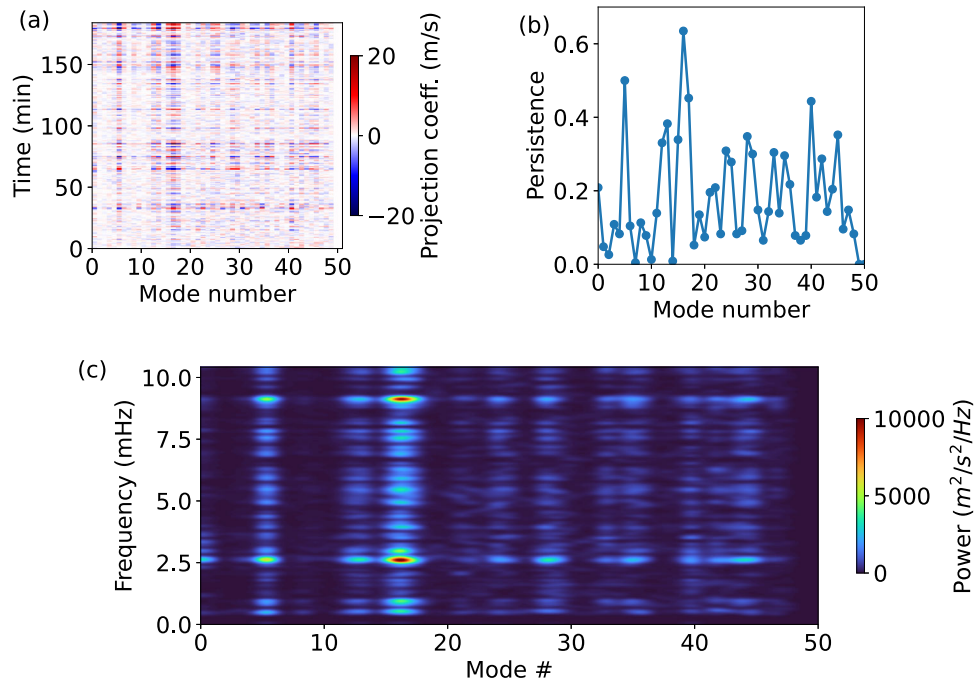 (a)
Time (min)
150
100
50
0
0 10 20 30 40 50
Mode number
20
0
−20
Projection coeff. (m/s)
(b)
Persistence
0.6
0.4
0.2
0.0
0 10 20 30 40 50
Mode number
(c)
Frequency (mHz)
10.0
7.5
5.0
2.5
0.0
0 10 20 30 40 50
Mode #
10000
5000
0
Power (m²/s²/Hz)